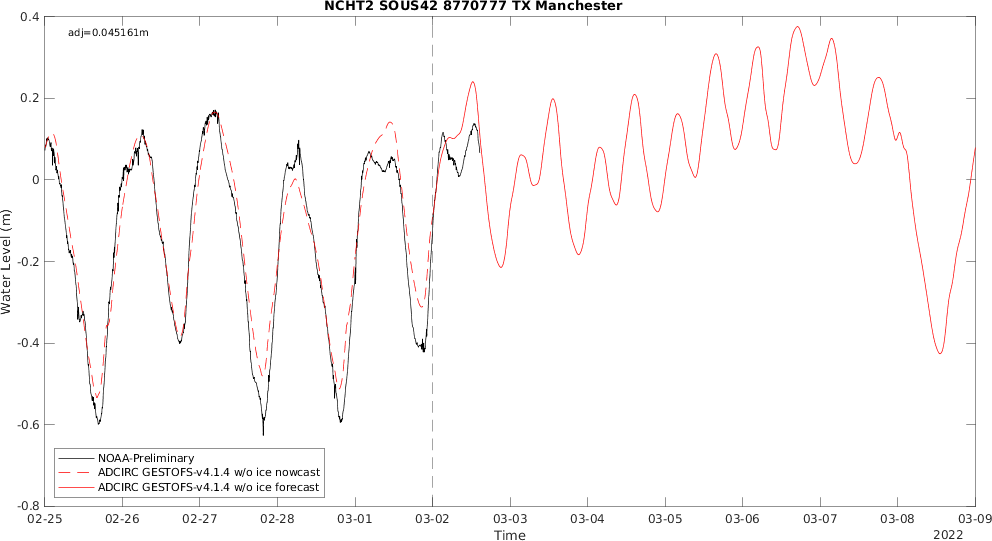 NCHT2 SOUS42 8770777 TX Manchester
adj=0.045161m
0.4
0.2
0
-0.2
-0.4
-0.6
-0.8
Water Level (m)
NOAA-Preliminary
ADCIRC GESTOFS-v4.1.4 w/o ice nowcast
ADCIRC GESTOFS-v4.1.4 w/o ice forecast
02-25 02-26 02-27 02-28 03-01 03-02 03-03 03-04 03-05 03-06 03-07 03-08 03-09
Time
2022